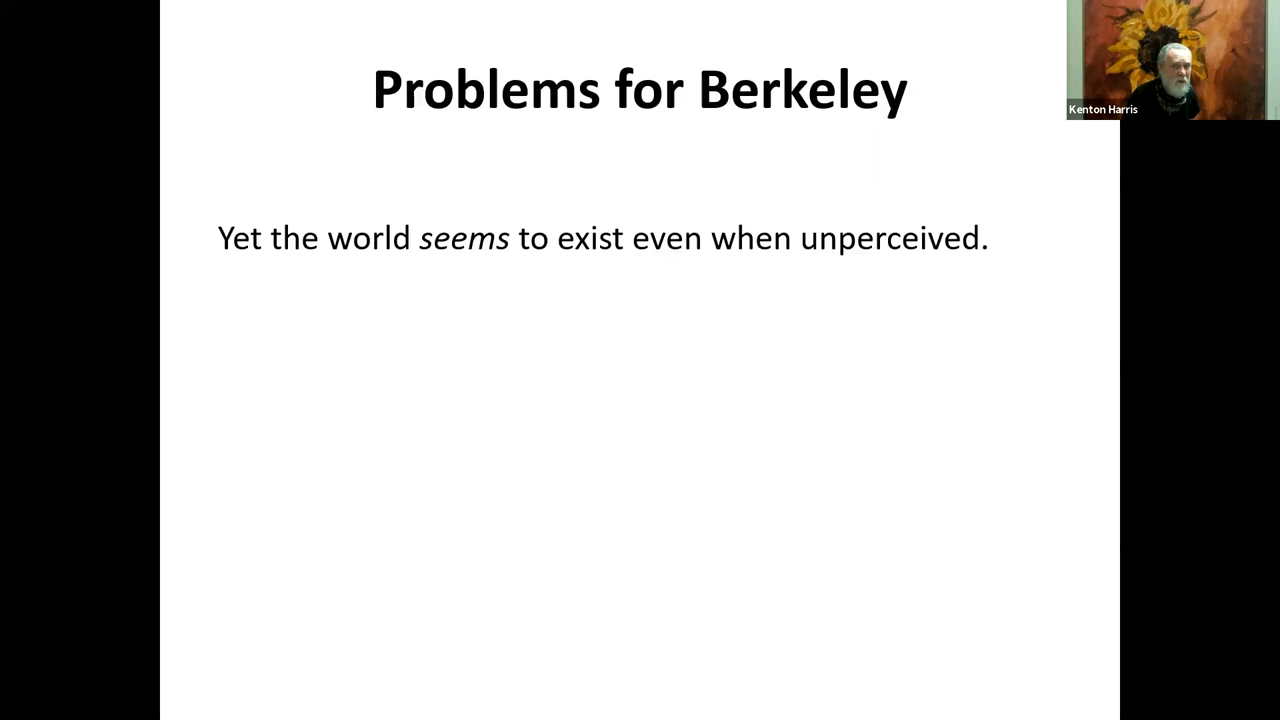 Problems for Berkeley
Kenton Harris
Yet the world seems to exist even when unperceived.